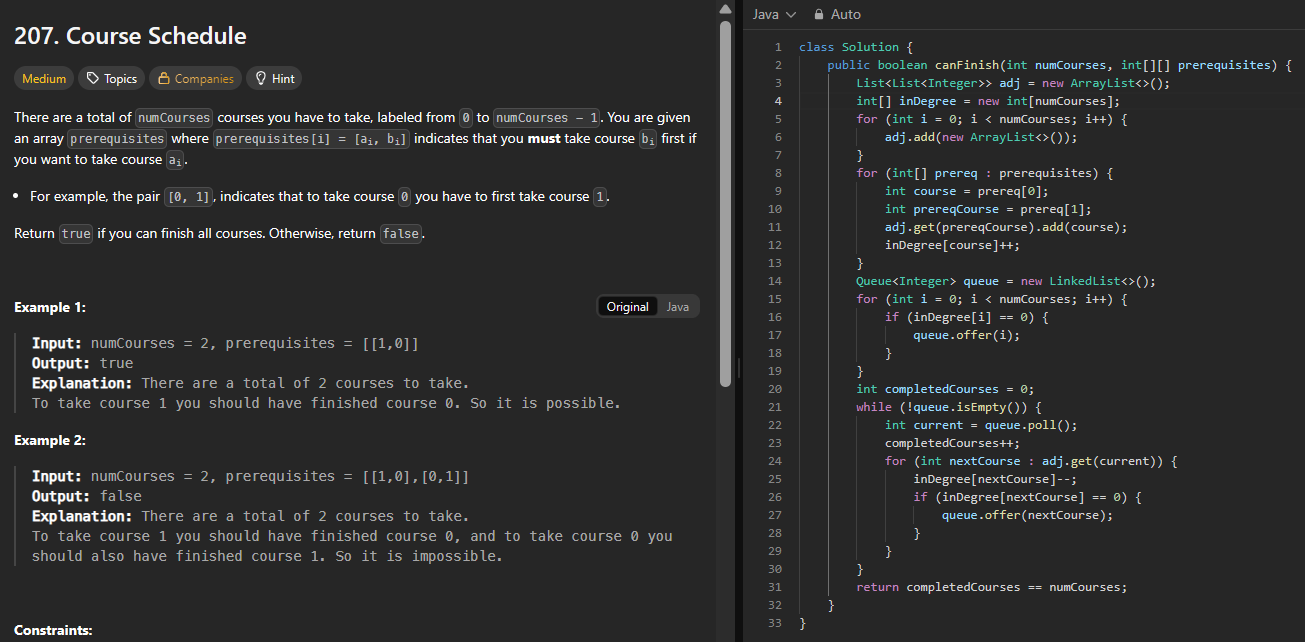 207. Course Schedule
Medium Topics Companies Hint
There are a total of numCourses courses you have to take, labeled from 0 to numCourses - 1. You are given
an array prerequisites where prerequisites[i] = [ai, bi] indicates that you must take course bi first if
you want to take course ai.
• For example, the pair [0, 1], indicates that to take course 0 you have to first take course 1.
Return true if you can finish all courses. Otherwise, return false.
Example 1:
Original Java
Input: numCourses = 2, prerequisites = [[1,0]]
Output: true
Explanation: There are a total of 2 courses to take.
To take course 1 you should have finished course 0. So it is possible.
Example 2:
Input: numCourses = 2, prerequisites = [[1,0],[0,1]]
Output: false
Explanation: There are a total of 2 courses to take.
To take course 1 you should have finished course 0, and to take course 0 you
should also have finished course 1. So it is impossible.
Constraints:
Java Auto
1 class Solution {
2     public boolean canFinish(int numCourses, int[][] prerequisites) {
3         List<List<Integer>> adj = new ArrayList<>();
4         int[] inDegree = new int[numCourses];
5         for (int i = 0; i < numCourses; i++) {
6             adj.add(new ArrayList<>());
7         }
8         for (int[] prereq : prerequisites) {
9             int course = prereq[0];
10             int prereqCourse = prereq[1];
11             adj.get(prereqCourse).add(course);
12             inDegree[course]++;
13         }
14         Queue<Integer> queue = new LinkedList<>();
15         for (int i = 0; i < numCourses; i++) {
16             if (inDegree[i] == 0) {
17                 queue.offer(i);
18             }
19         }
20         int completedCourses = 0;
21         while (!queue.isEmpty()) {
22             int current = queue.poll();
23             completedCourses++;
24             for (int nextCourse : adj.get(current)) {
25                 inDegree[nextCourse]--;
26                 if (inDegree[nextCourse] == 0) {
27                     queue.offer(nextCourse);
28                 }
29             }
30         }
31         return completedCourses == numCourses;
32     }
33 }